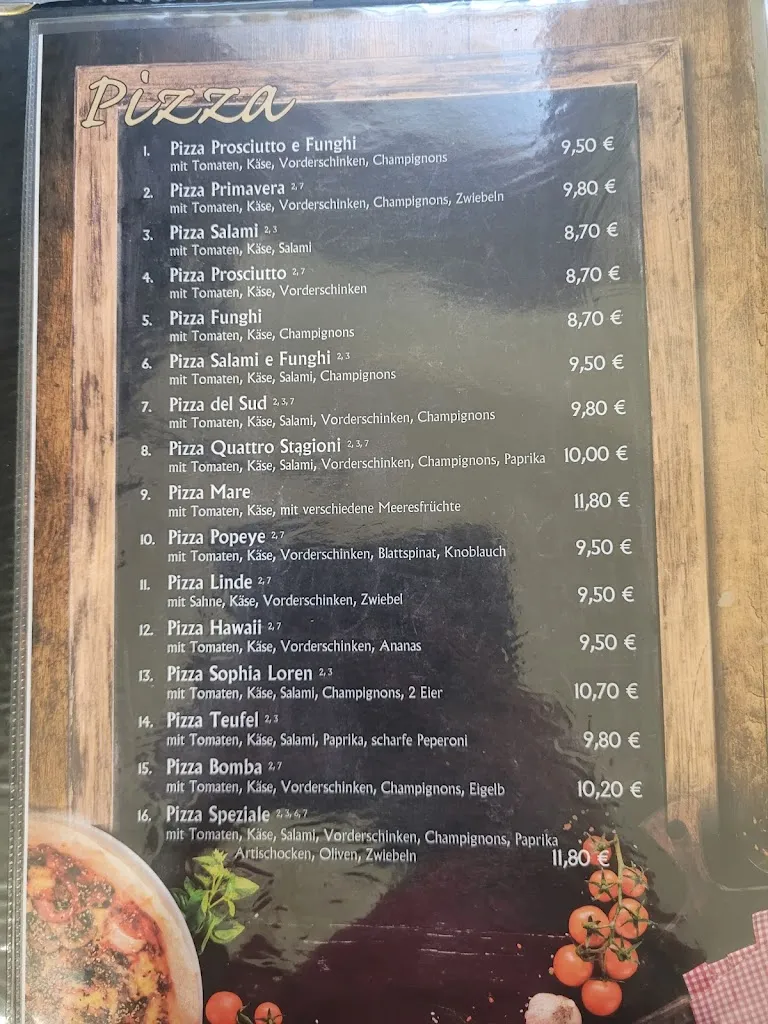 Pizza
1. Pizza Prosciutto e Funghi 9,50 €
mit Tomaten, Käse, Vorderschinken, Champignons
2. Pizza Primavera 2,7 9,80 €
mit Tomaten, Käse, Vorderschinken, Champignons, Zwiebeln
3. Pizza Salami 2,3 8,70 €
mit Tomaten, Käse, Salami
4. Pizza Prosciutto 2,7 8,70 €
mit Tomaten, Käse, Vorderschinken
5. Pizza Funghi 8,70 €
mit Tomaten, Käse, Champignons
6. Pizza Salami e Funghi 2,3 9,50 €
mit Tomaten, Käse, Salami, Champignons
7. Pizza del Sud 2,3,7 9,80 €
mit Tomaten, Käse, Salami, Vorderschinken, Champignons
8. Pizza Quattro Stagioni 2,3,7 10,00 €
mit Tomaten, Käse, Salami, Vorderschinken, Champignons, Paprika
9. Pizza Mare 11,80 €
mit Tomaten, Käse, mit verschiedene Meeresfrüchte
10. Pizza Popeye 2,7 9,50 €
mit Tomaten, Käse, Vorderschinken, Blattspinat, Knoblauch
11. Pizza Linde 2,7 9,50 €
mit Sahne, Käse, Vorderschinken, Zwiebel
12. Pizza Hawaii 2,7 9,50 €
mit Tomaten, Käse, Vorderschinken, Ananas
13. Pizza Sophia Loren 2,3 10,70 €
mit Tomaten, Käse, Salami, Champignons, 2 Eier
14. Pizza Teufel 2,3 9,80 €
mit Tomaten, Käse, Salami, Paprika, scharfe Peperoni
15. Pizza Bomba 2,7 10,20 €
mit Tomaten, Käse, Vorderschinken, Champignons, Eigelb
16. Pizza Speziale 2,3,6,7
mit Tomaten, Käse, Salami, Vorderschinken, Champignons, Paprika
Artischocken, Oliven, Zwiebeln 11,80 €